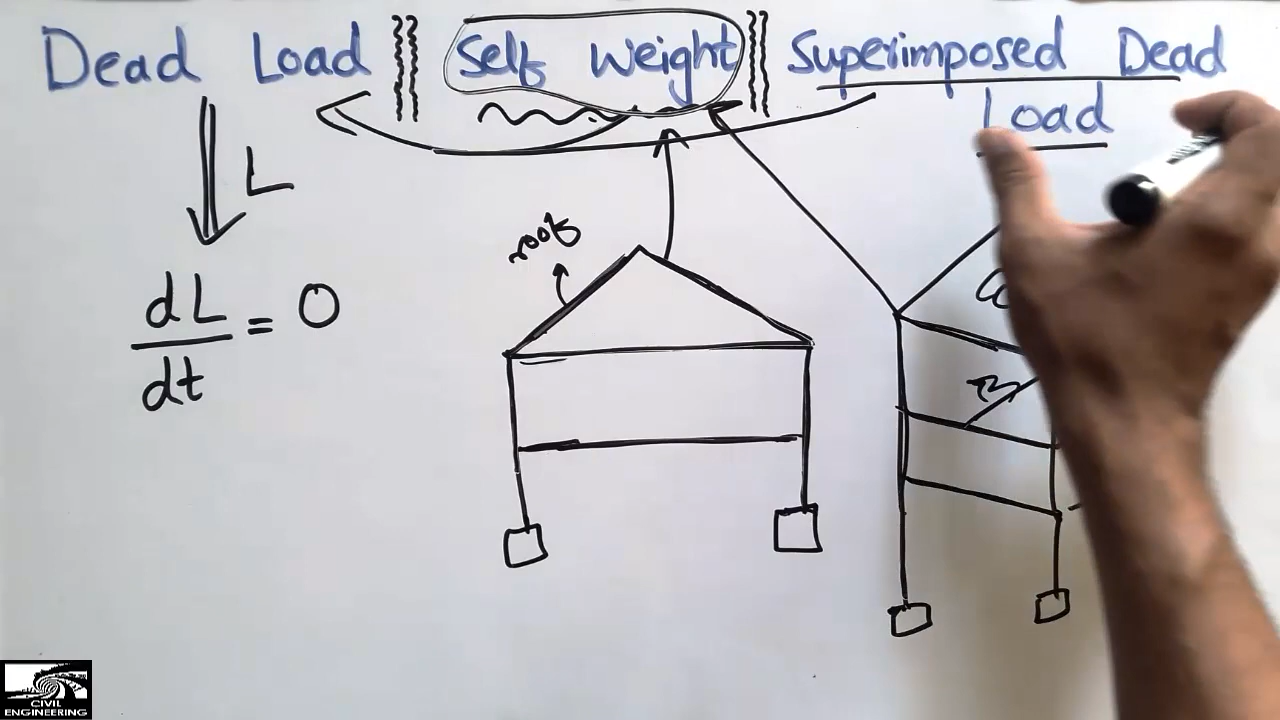 Dead Load Self Weight Superimposed Dead
Load
L
dL
dt
= 0
roof
CIVIL
ENGINEERING